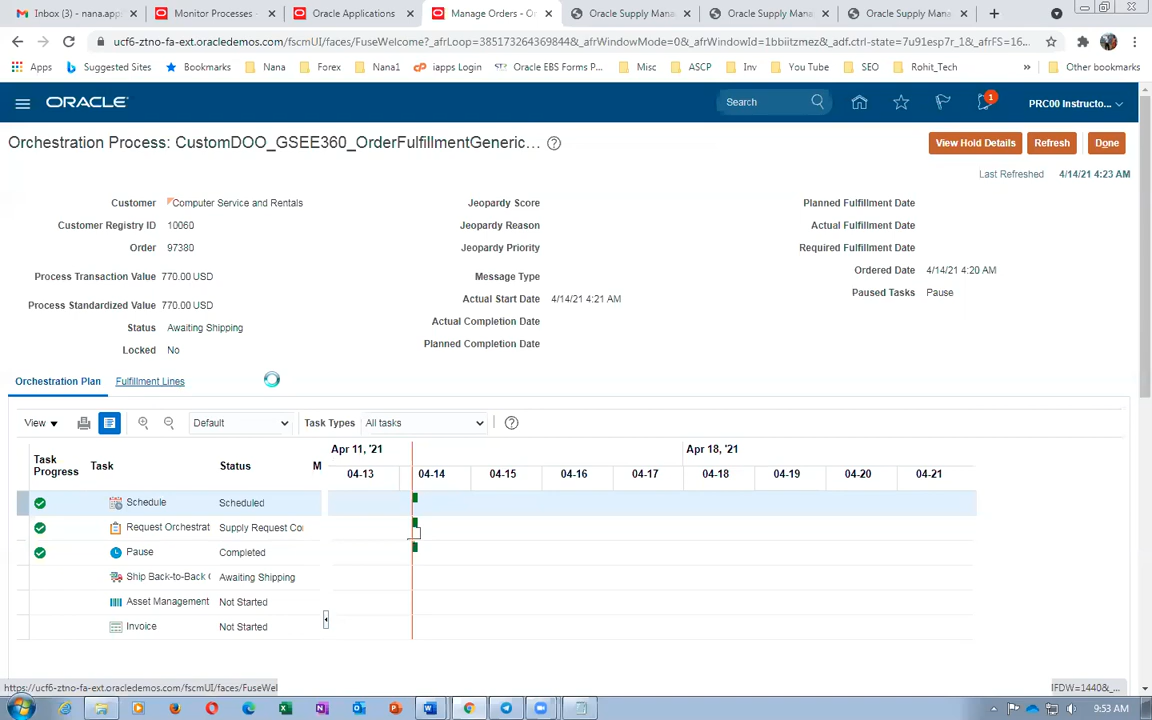 Inbox (3) - nana.app:
Monitor Processes -
Oracle Applications
Manage Orders - O
Oracle Supply Mana
Oracle Supply Mana
Oracle Supply Mana
ucf6-ztno-fa-ext.oracledemos.com/fscmUI/faces/FuseWelcome?_afrLoop=385173264369844&_afrWindowMode=0&_afrWindowId=1bbiitzmez&_adf.ctrl-state=7u91esp7r_1&_afrFS=16...
Apps
Suggested Sites
Bookmarks
Nana
Forex
Nana1
iapps Login
Oracle EBS Forms P...
Misc
ASCP
Inv
You Tube
SEO
Rohit_Tech
»
Other bookmarks
ORACLE
Search
1
PRC00 Instructo...
Orchestration Process: CustomDOO_GSEE360_OrderFulfillmentGeneric...
View Hold Details
Refresh
Done
Last Refreshed 4/14/21 4:23 AM
Customer Computer Service and Rentals
Customer Registry ID 10060
Order 97380
Process Transaction Value 770.00 USD
Process Standardized Value 770.00 USD
Status Awaiting Shipping
Locked No
Jeopardy Score
Jeopardy Reason
Jeopardy Priority
Message Type
Actual Start Date 4/14/21 4:21 AM
Actual Completion Date
Planned Completion Date
Planned Fulfillment Date
Actual Fulfillment Date
Required Fulfillment Date
Ordered Date 4/14/21 4:20 AM
Paused Tasks Pause
Orchestration Plan
Fulfillment Lines
View
Default
Task Types All tasks
Task Progress
Task
Status
M
Apr 11, '21
Apr 18, '21
04-13 04-14 04-15 04-16 04-17 04-18 04-19 04-20 04-21
Schedule Scheduled
Request Orchestrat Supply Request Co
Pause Completed
Ship Back-to-Back Awaiting Shipping
Asset Management Not Started
Invoice Not Started
https://ucf6-ztno-fa-ext.oracledemos.com/fscmUI/faces/FuseWel
IFDW=1440&_...
9:53 AM